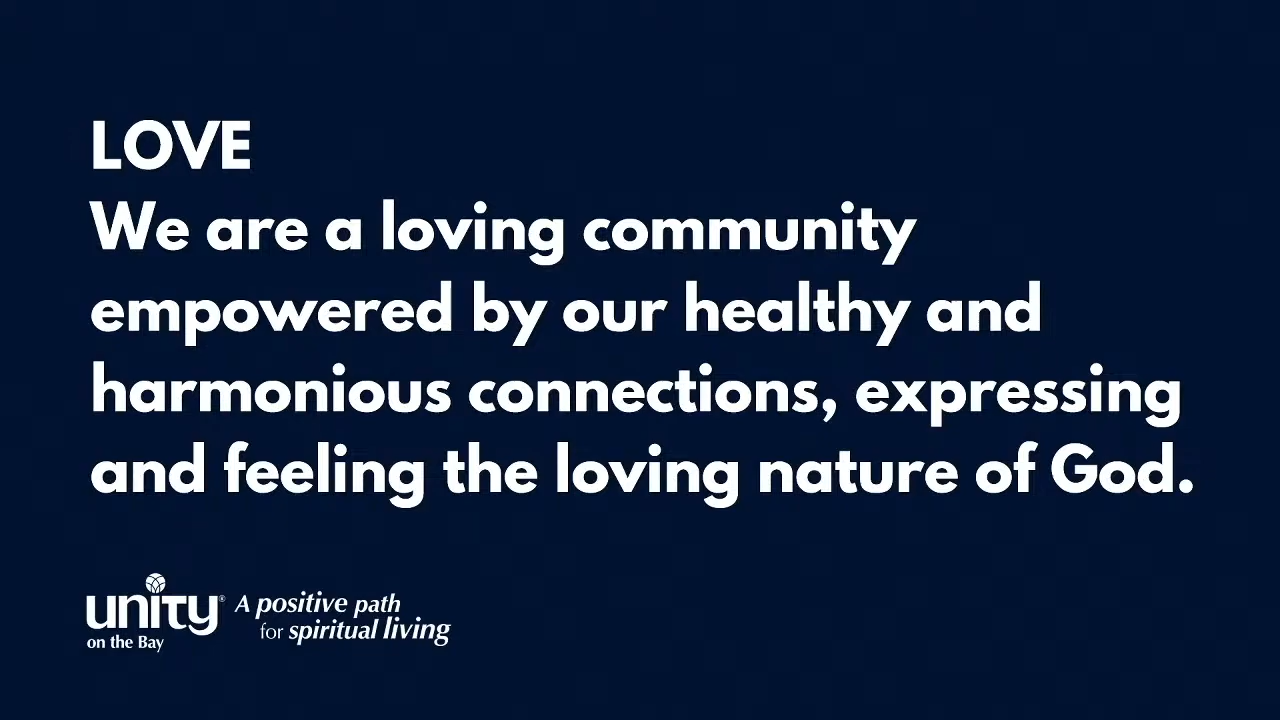 LOVE
We are a loving community
empowered by our healthy and
harmonious connections, expressing
and feeling the loving nature of God.
unity® A positive path
for spiritual living
on the Bay